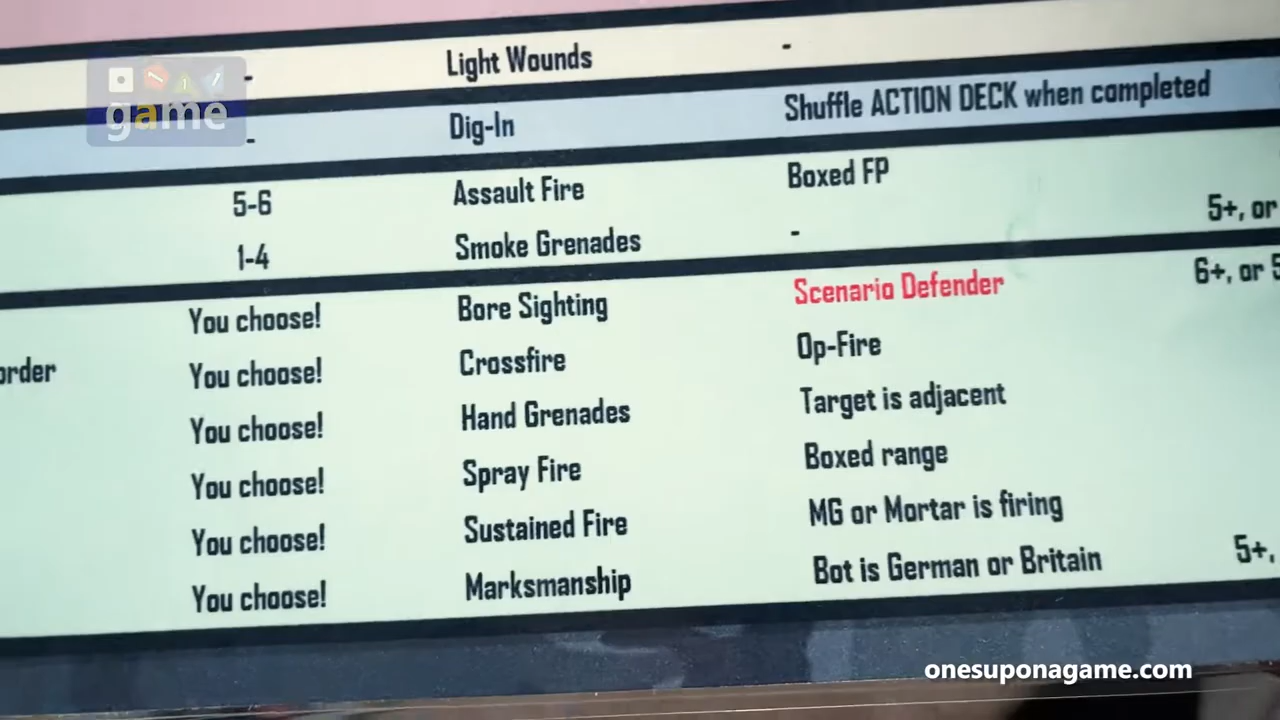 game
- Light Wounds -
- Dig-In Shuffle ACTION DECK when completed
5-6 Assault Fire Boxed FP
1-4 Smoke Grenades - 5+, or
You choose! Bore Sighting Scenario Defender 6+, or 5
order You choose! Crossfire Op-Fire
You choose! Hand Grenades Target is adjacent
You choose! Spray Fire Boxed range
You choose! Sustained Fire MG or Mortar is firing
You choose! Marksmanship Bot is German or Britain 5+,
onesuponagame.com